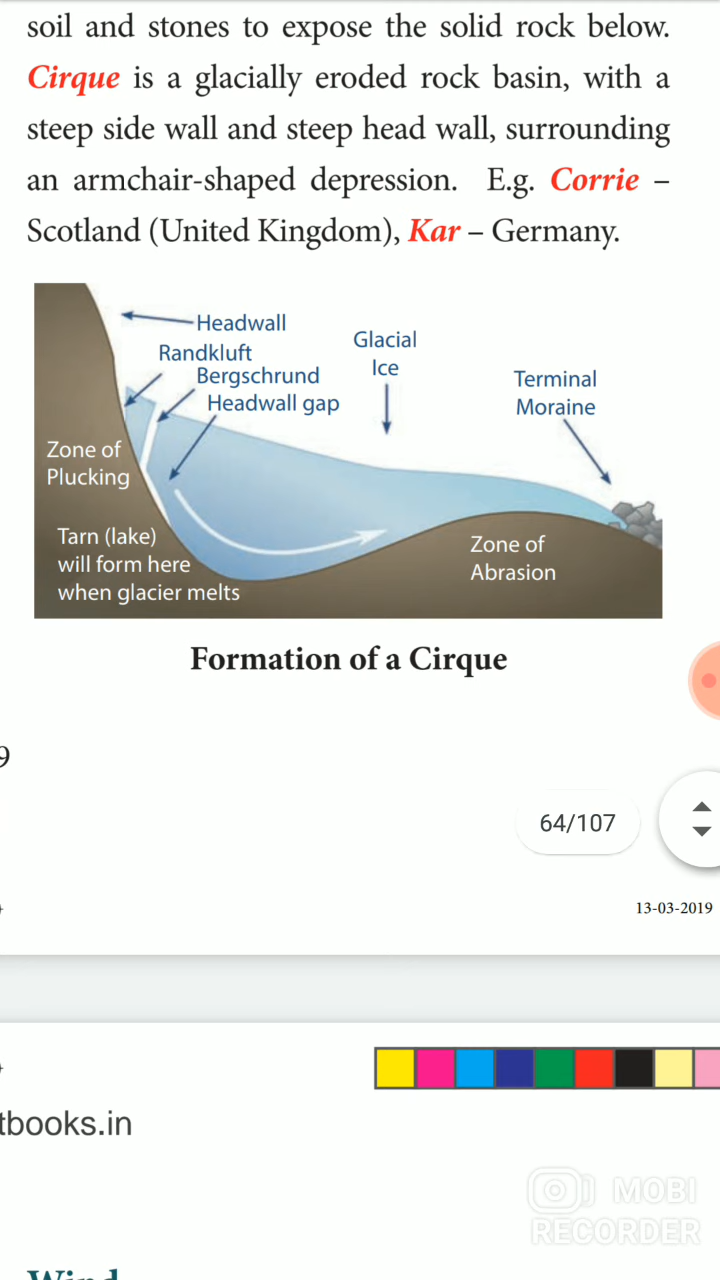 soil and stones to expose the solid rock below.
Cirque is a glacially eroded rock basin, with a
steep side wall and steep head wall, surrounding
an armchair-shaped depression. E.g. Corrie –
Scotland (United Kingdom), Kar – Germany.
Headwall
Randkluft
Bergschrund
Headwall gap
Glacial
Ice
Terminal
Moraine
Zone of
Plucking
Tarn (lake)
will form here
when glacier melts
Zone of
Abrasion
Formation of a Cirque
9
64/107
13-03-2019
tbooks.in
MOBI
RECORDER
Wind